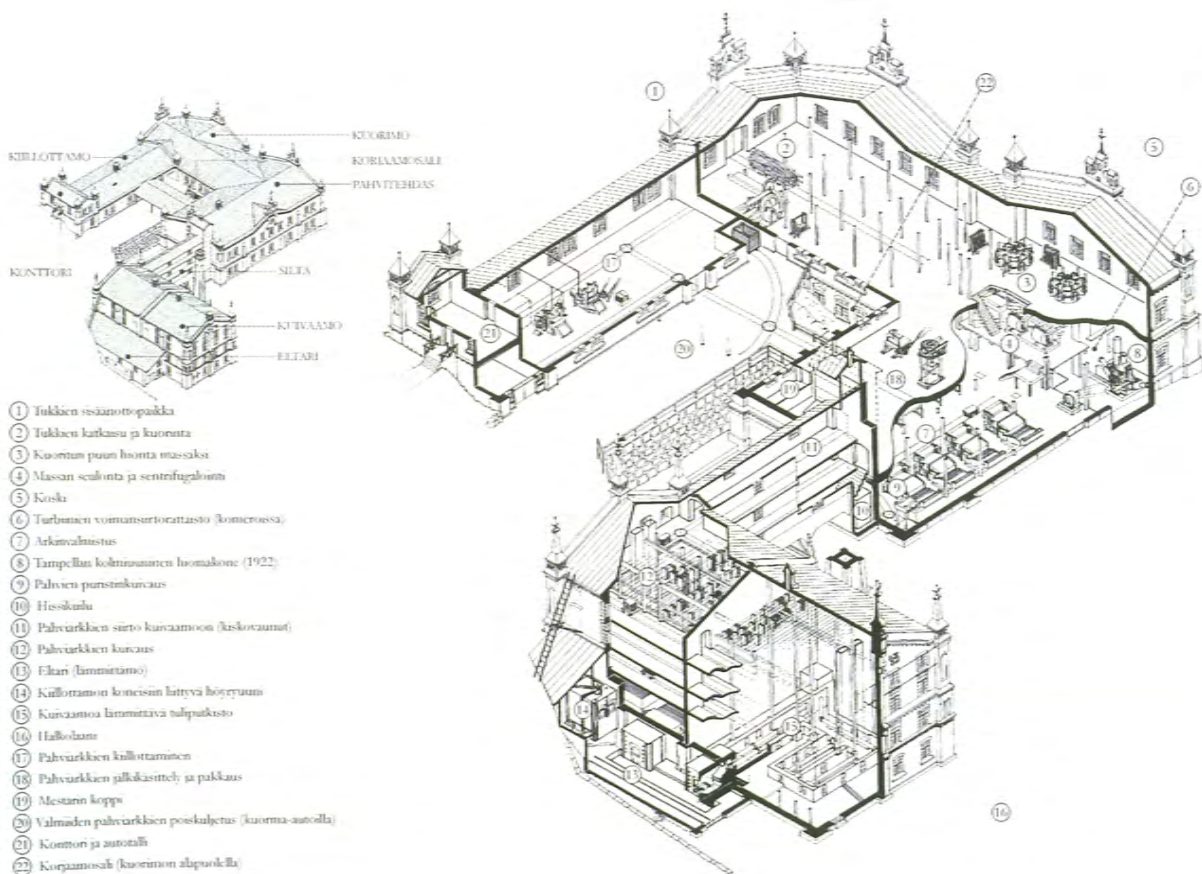 KUORIMO
KIILLOTTAMO
KORJAAMOSALI
PAHVITEHDAS
KONTTORI
SILTA
KUIVAAMO
ELTARI
1 Tukkien sisäänottopaikka
2 Tukkien katkaisu ja kuorinta
3 Kuoritun puun hionta massaksi
4 Massan seulonta ja sentrifugalointi
5 Koski
6 Turbiinien voimansiirtorattaisto (komeroissa)
7 Arkinvalmistus
8 Tampellan kolmiuuninen luomakone (1922)
9 Pahvien puristinkuivaus
10 Hissikuilu
11 Pahviarkkien siirto kuivaamoon (kiskovaunut)
12 Pahviarkkien kuivaus
13 Eltari (lämmittämö)
14 Kiillottamon koneisiin liittyvä höyryuuni
15 Kuivaamoa lämmittävä tuliputkisto
16 Halkolaani
17 Pahviarkkien kiillottaminen
18 Pahviarkkien jälkikäsittely ja pakkaus
19 Mestarin koppi
20 Valmiiden pahviarkkien poiskuljetus (kuorma-autoilla)
21 Konttori ja autotalli
22 Korjaamosali (kuorimon alapuolella)
1
22
2
5
6
17
3
21
20
4
8
18
19
7
11
9
10
12
14
15
13
16